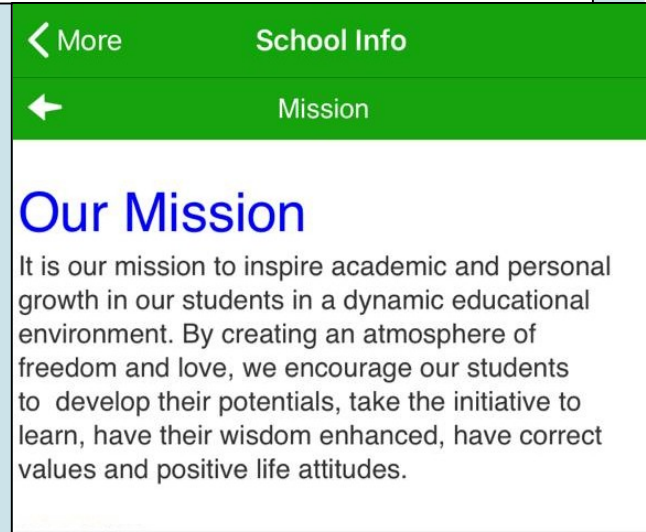 More School Info
Mission
Our Mission
It is our mission to inspire academic and personal
growth in our students in a dynamic educational
environment. By creating an atmosphere of
freedom and love, we encourage our students
to  develop their potentials, take the initiative to
learn, have their wisdom enhanced, have correct
values and positive life attitudes.